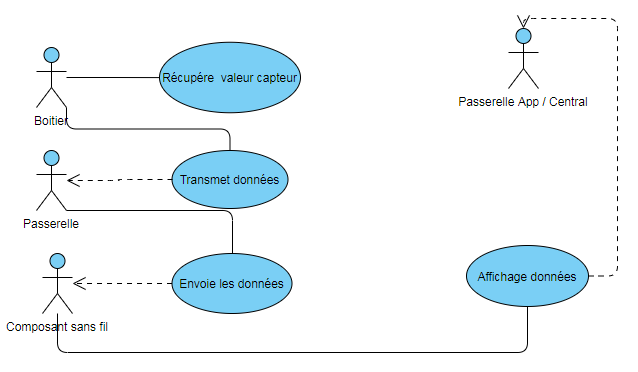 Récupére  valeur capteur
Passerelle App / Central
Boitier
Transmet données
Passerelle
Envoie les données
Affichage données
Composant sans fil